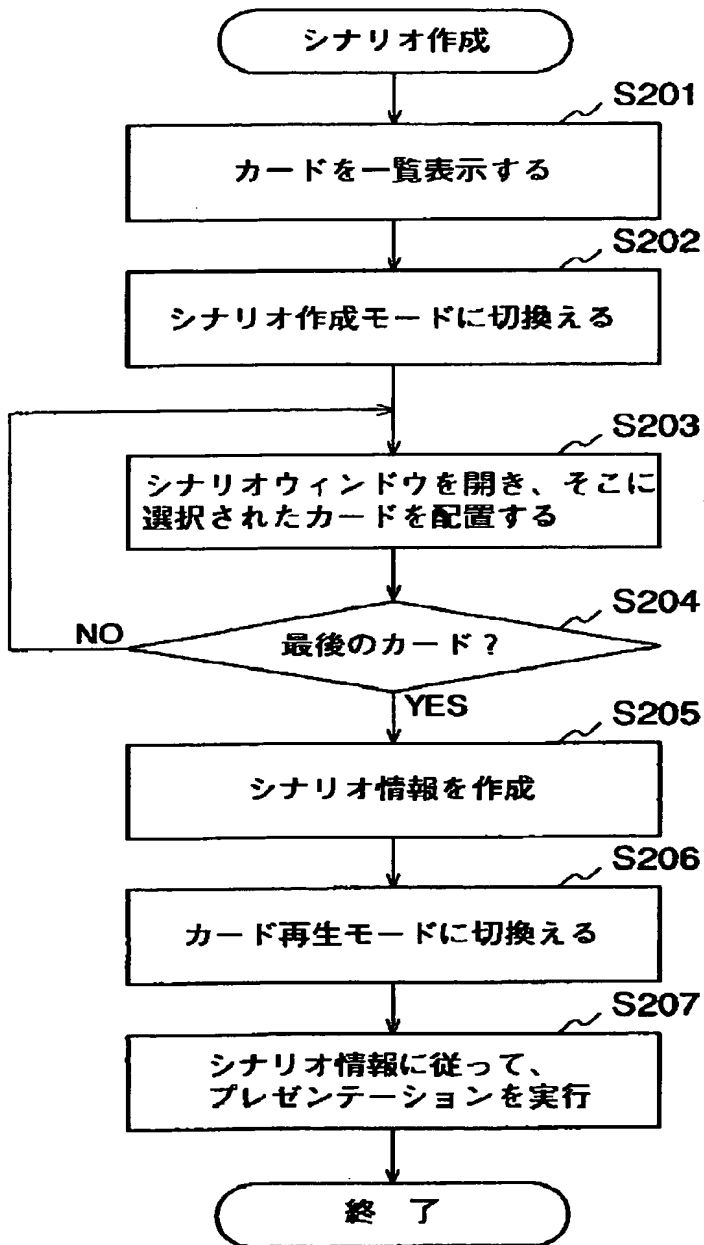 シナリオ作成
S201
カードを一覧表示する
S202
シナリオ作成モードに切換える
S203
シナリオウィンドウを開き、そこに
選択されたカードを配置する
S204
最後のカード?
NO
YES
S205
シナリオ情報を作成
S206
カード再生モードに切換える
S207
シナリオ情報に従って、
プレゼンテーションを実行
終 了